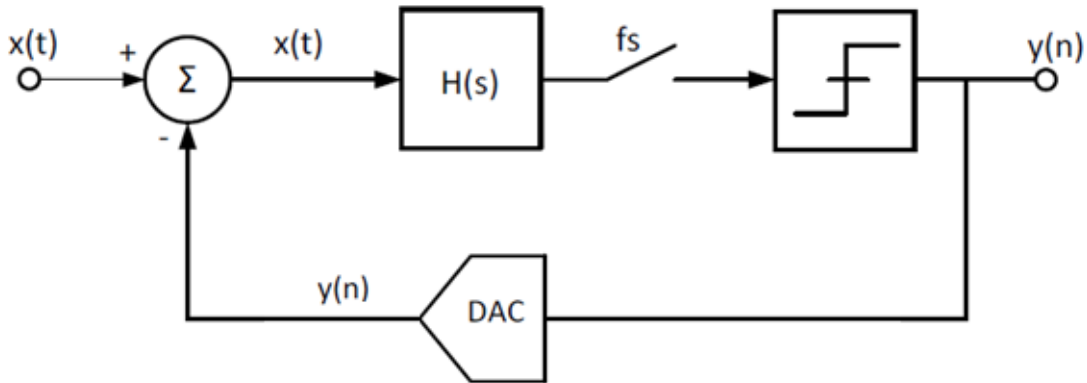 x(t)
+
Σ
-
x(t)
H(s)
fs
y(n)
y(n)
DAC